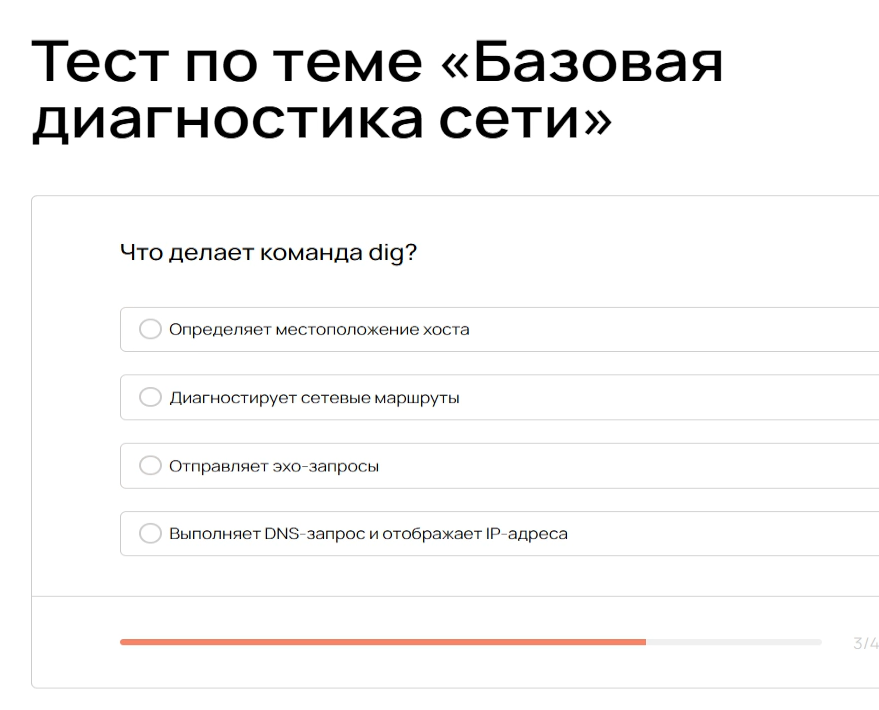 Тест по теме «Базовая
диагностика сети»
Что делает команда dig?
Определяет местоположение хоста
Диагностирует сетевые маршруты
Отправляет эхо-запросы
Выполняет DNS-запрос и отображает IP-адреса
3/4